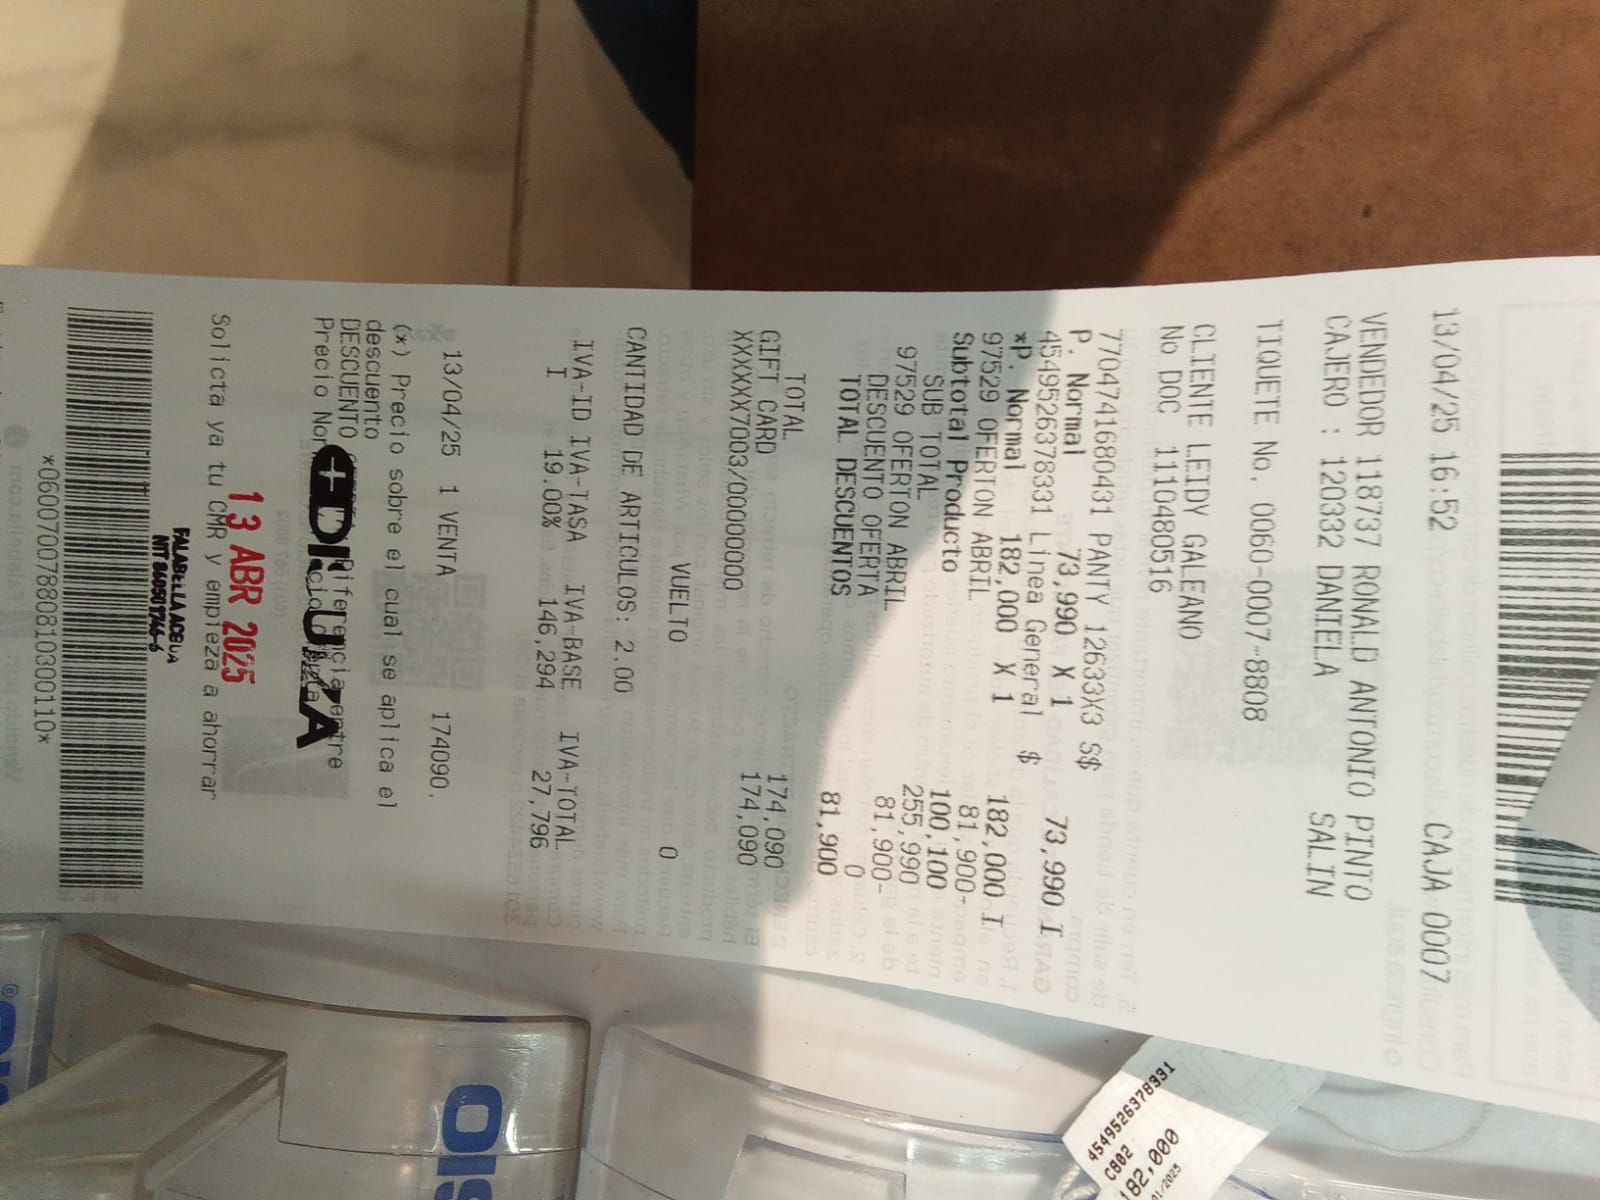 13/04/25 16:52 CAJA 0007
VENDEDOR 118737 RONALD ANTONIO PINTO
CAJERO : 120332 DANIELA SALIN
TIQUETE No. 0060-0007-8808
CLIENTE LEIDY GALEANO
No DOC 1110480516
7704741680431 PANTY 12633X3 $$
P. Normal 73,990 X 1 73,990 I
4549526378331 Linea General $
*P. Normal 182,000 X 1 182,000 I
97529 OFERTON ABRIL 81,900-
Subtotal Producto 100,100
SUB TOTAL 255,990
97529 OFERTON ABRIL 81,900-
DESCUENTO OFERTA 0
TOTAL DESCUENTOS 81,900
TOTAL 174,090
GIFT CARD 174,090
XXXXXX7003/00000000
VUELTO 0
CANTIDAD DE ARTICULOS: 2.00
IVA-ID IVA-TASA IVA-BASE IVA-TOTAL
I 19.00% 146,294 27,796
13/04/25 1 VENTA 174090.
(*) Precio sobre el cual se aplica el
descuento
DESCUENTO Diferencia entre
Precio
Solicta ya tu CMR y empieza a ahorrar
13 ABR 2025
*060007007880810300110*
4549526378331
C802
182,000